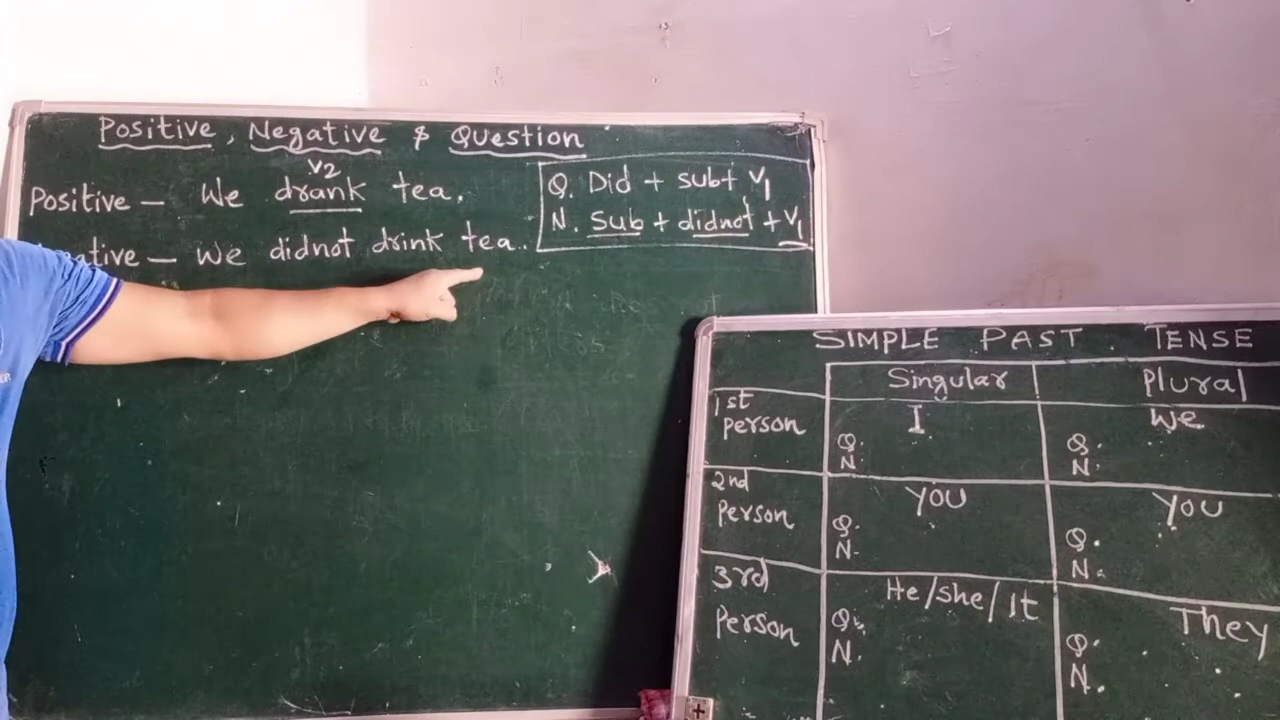 Positive, Negative & Question
V2
Positive – We drank tea.
– We didnot drink tea.
Q. Did + sub + V1
N. Sub + didnot + V1
SIMPLE PAST TENSE
Singular Plural
1st person I We
Q. Q.
N. N.
2nd Person You You
Q. Q.
N. N.
3rd Person He/she/It They
Q. Q.
N. N.